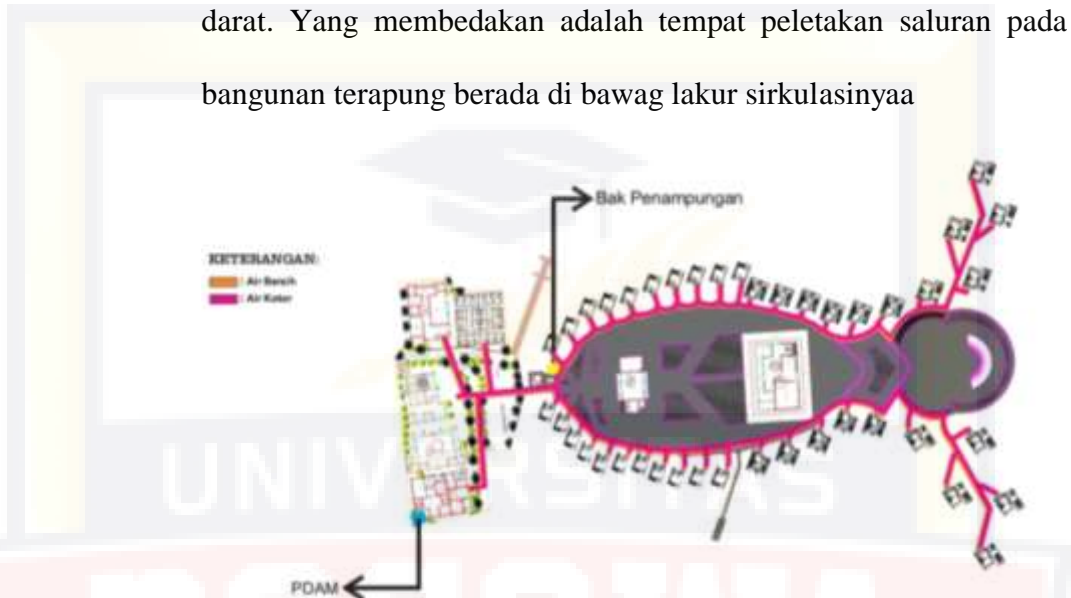 darat. Yang membedakan adalah tempat peletakan saluran pada
bangunan terapung berada di bawag lakur sirkulasinyaa
Bak Penampungan
KETERANGAN:
: Air Bersih
: Air Kotor
UNIVERSITAS
PDAM